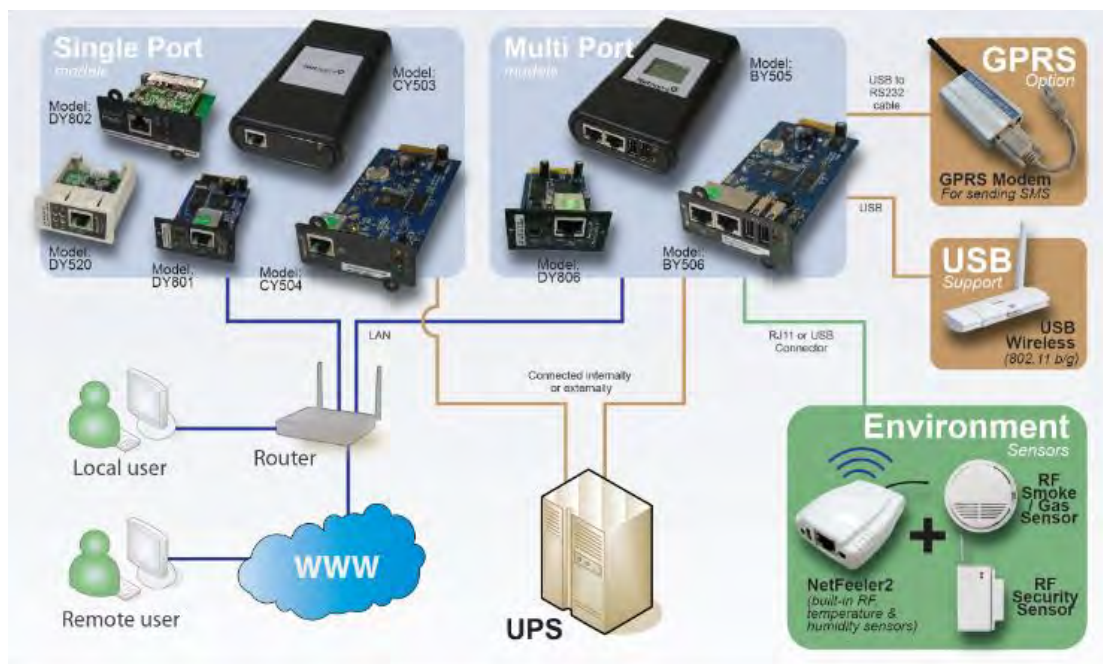 Single Port
models
Model:
DY802
Model:
CY503
Model:
DY520
Model:
DY801
Model:
CY504
Multi Port
models
Model:
BY505
Model:
DY806
Model:
BY506
USB to
RS232
cable
GPRS
Option
GPRS Modem
For sending SMS
USB
USB
Support
USB
Wireless
(802.11 b/g)
LAN
RJ11 or USB
Connector
Connected internally
or externally
Local user
Router
WWW
Remote user
UPS
Environment
Sensors
RF
Smoke
/ Gas
Sensor
NetFeeler2
(built-in RF,
temperature &
humidity sensors)
RF
Security
Sensor